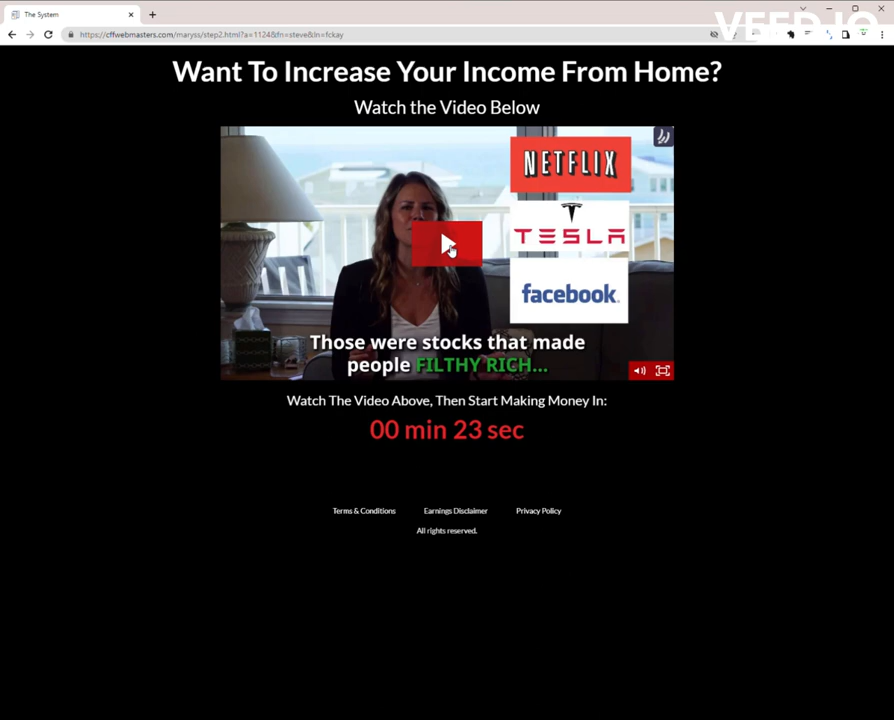 The System
VEED.IO
https://cffwebmasters.com/maryss/step2.html?a=1124&fn=steve&ln=fckay
Want To Increase Your Income From Home?
Watch the Video Below
NETFLIX
TESLA
facebook
Those were stocks that made
people FILTHY RICH...
Watch The Video Above, Then Start Making Money In:
00 min 23 sec
Terms & Conditions Earnings Disclaimer Privacy Policy
All rights reserved.